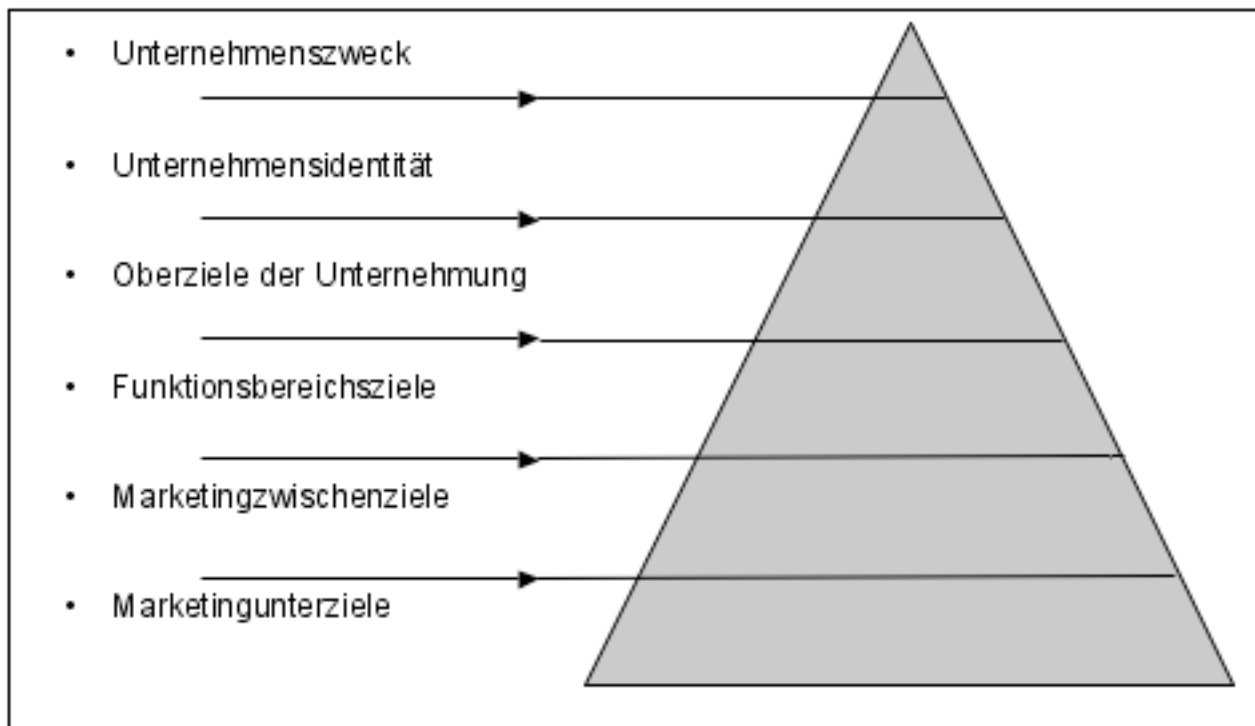 • Unternehmenszweck
• Unternehmensidentität
• Oberziele der Unternehmung
• Funktionsbereichsziele
• Marketingzwischenziele
• Marketingunterziele